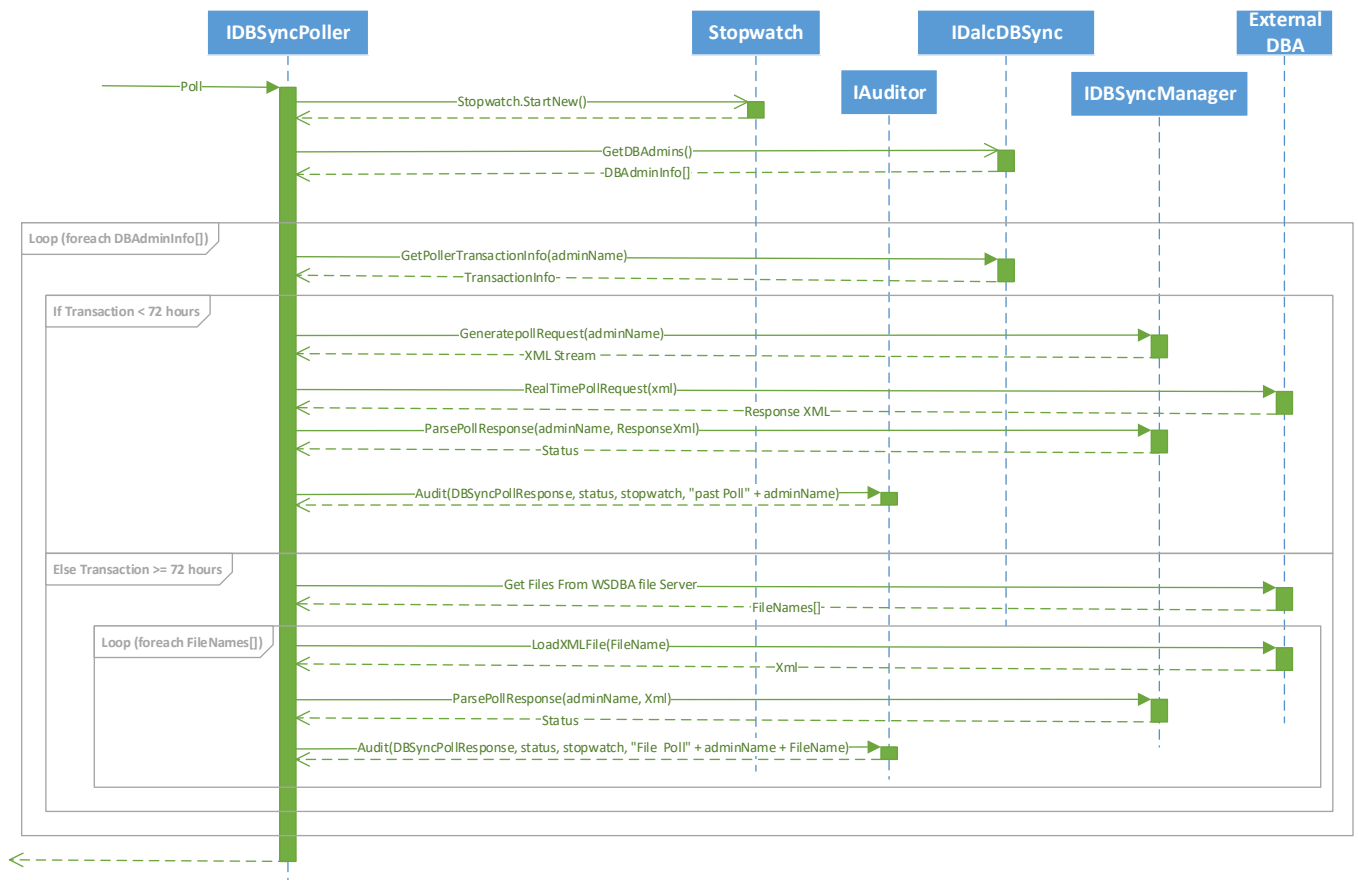 IDBSyncPoller
Stopwatch
IDalcDBSync
External
DBA
IAuditor
IDBSyncManager
Poll
Stopwatch.StartNew()
GetDBAdmins()
DBAdminInfo[]
Loop (foreach DBAdminInfo[])
GetPollerTransactionInfo(adminName)
TransactionInfo
If Transaction < 72 hours
GeneratepollRequest(adminName)
XML Stream
RealTimePollRequest(xml)
Response XML
ParsePollResponse(adminName, ResponseXml)
Status
Audit(DBSyncPollResponse, status, stopwatch, "past Poll" + adminName)
Else Transaction >= 72 hours
Get Files From WSDBA file Server
FileNames[]
Loop (foreach FileNames[])
LoadXMLFile(FileName)
Xml
ParsePollResponse(adminName, Xml)
Status
Audit(DBSyncPollResponse, status, stopwatch, "File Poll" + adminName + FileName)